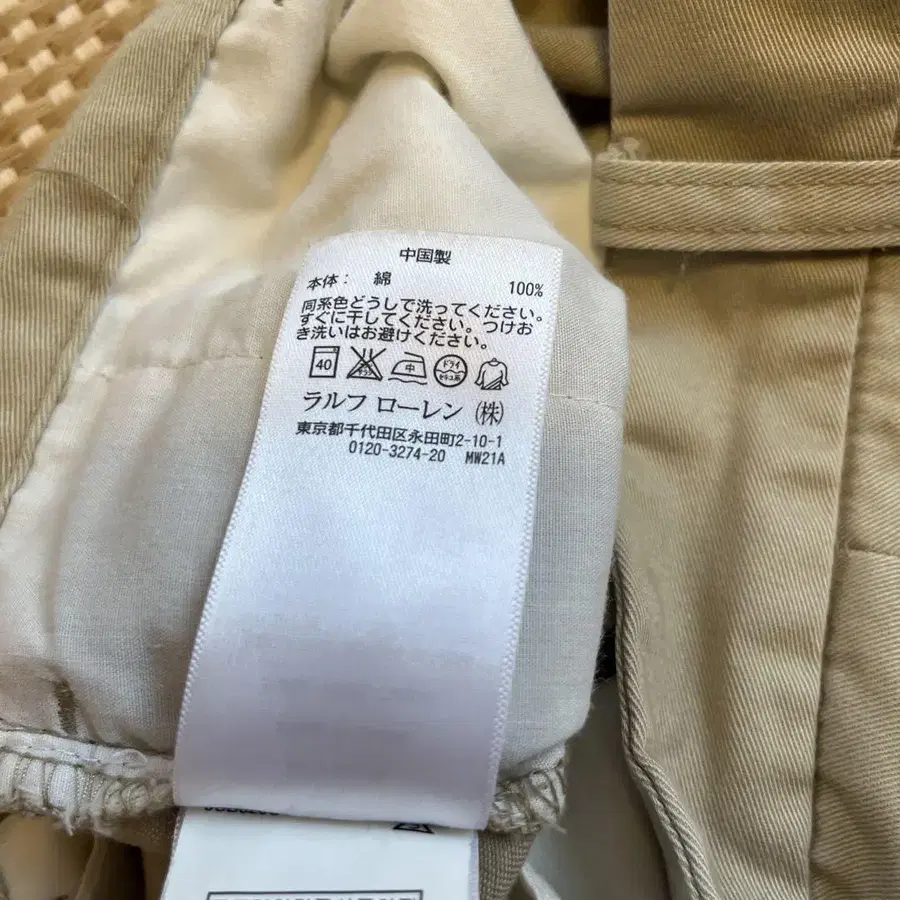 中国製
本体: 綿 100%
同系色どうしで洗ってください。
すぐに干してください。つけお
き洗いはお避けください。
40 中 ドライ
ラルフ ローレン (株)
東京都千代田区永田町2-10-1
0120-3274-20 MW21A